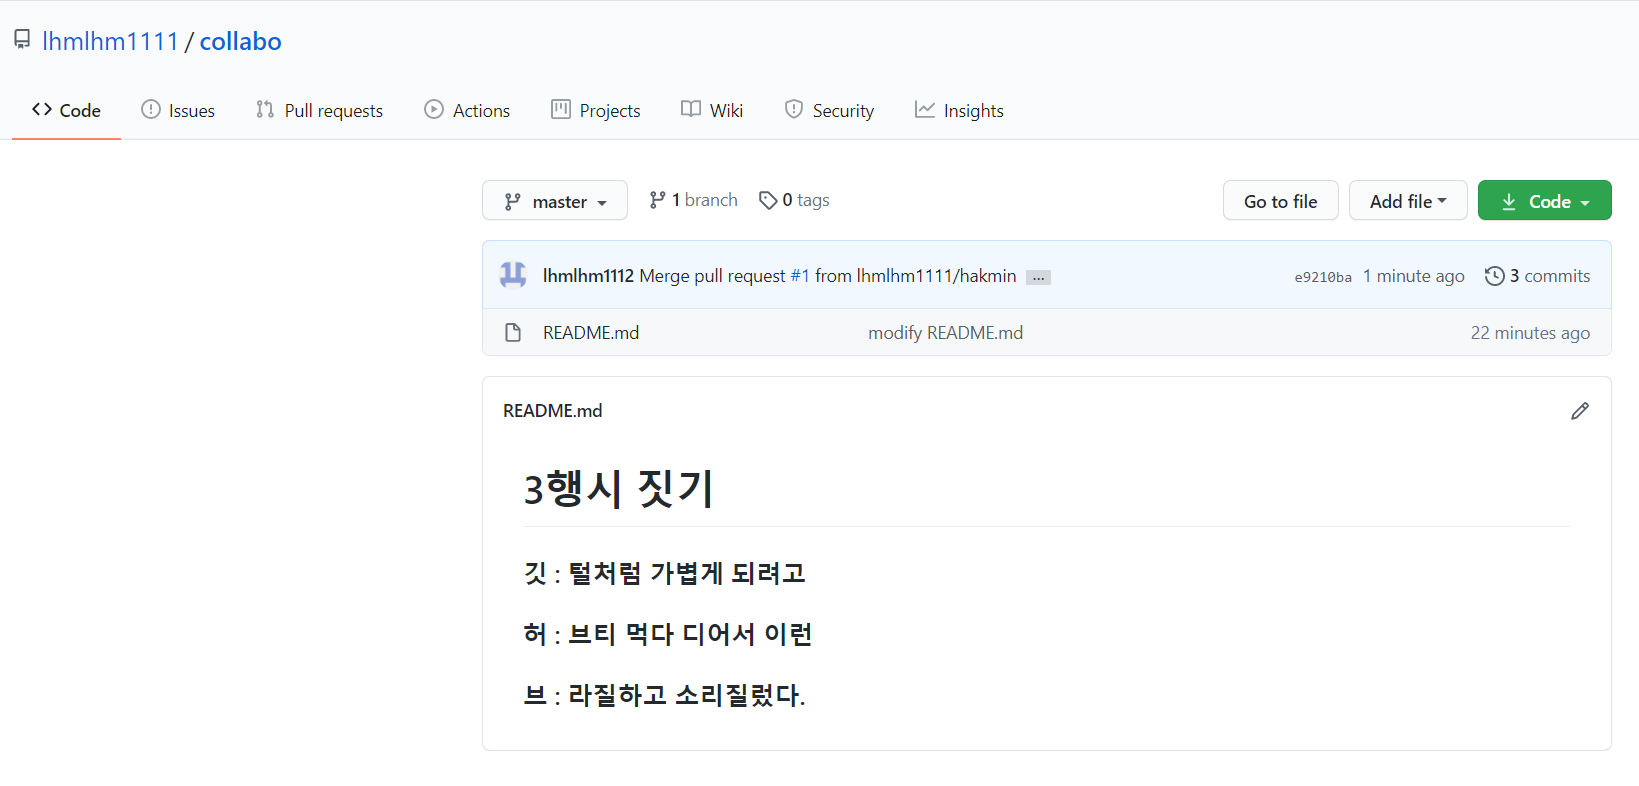 lhmlhm1111 / collabo
Code Issues Pull requests Actions Projects Wiki Security Insights
master 1 branch 0 tags Go to file Add file Code
lhmlhm1112 Merge pull request #1 from lhmlhm1111/hakmin ... e9210ba 1 minute ago 3 commits
README.md modify README.md 22 minutes ago
README.md
3행시 짓기
깃 : 털처럼 가볍게 되려고
허 : 브티 먹다 디어서 이런
브 : 라질하고 소리질렀다.